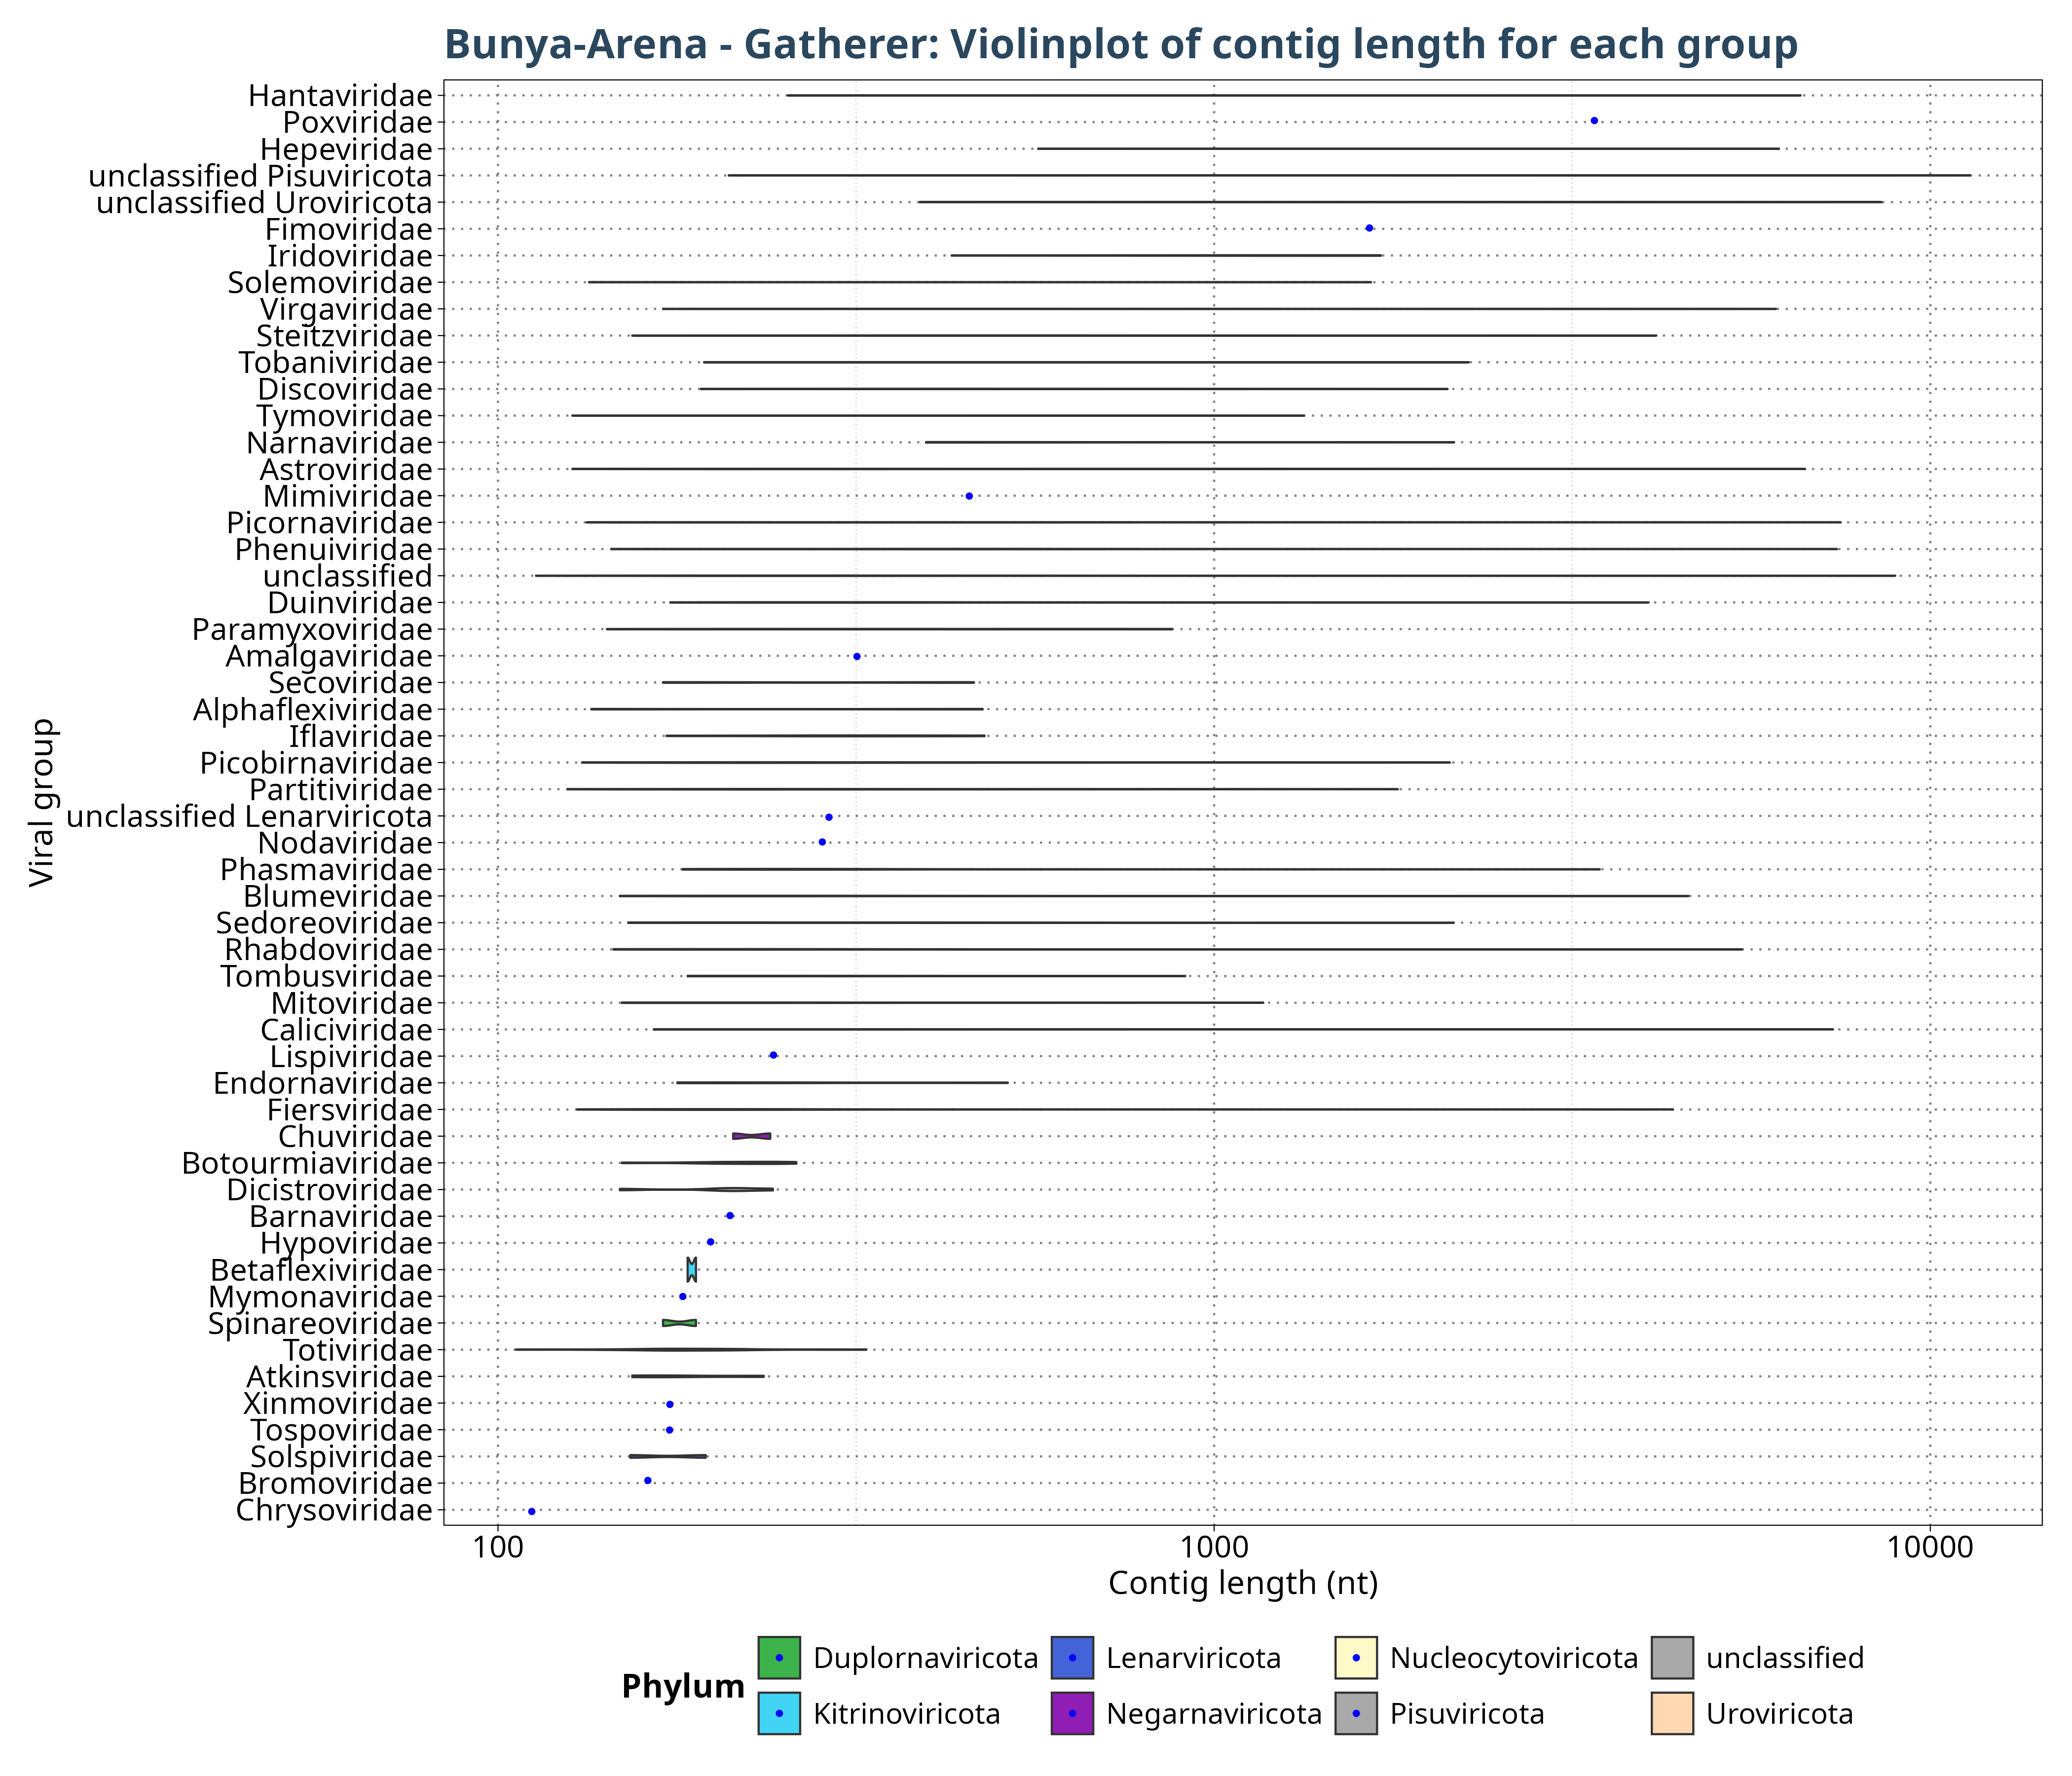 Bunya-Arena - Gatherer: Violinplot of contig length for each group
Viral group
Hantaviridae
Poxviridae
Hepeviridae
unclassified Pisuviricota
unclassified Uroviricota
Fimoviridae
Iridoviridae
Solemoviridae
Virgaviridae
Steitzviridae
Tobaniviridae
Discoviridae
Tymoviridae
Narnaviridae
Astroviridae
Mimiviridae
Picornaviridae
Phenuiviridae
unclassified
Duinviridae
Paramyxoviridae
Amalgaviridae
Secoviridae
Alphaflexiviridae
Iflaviridae
Picobirnaviridae
Partitiviridae
unclassified Lenarviricota
Nodaviridae
Phasmaviridae
Blumeviridae
Sedoreoviridae
Rhabdoviridae
Tombusviridae
Mitoviridae
Caliciviridae
Lispiviridae
Endornaviridae
Fiersviridae
Chuviridae
Botourmiaviridae
Dicistroviridae
Barnaviridae
Hypoviridae
Betaflexiviridae
Mymonaviridae
Spinareoviridae
Totiviridae
Atkinsviridae
Xinmoviridae
Tospoviridae
Solspiviridae
Bromoviridae
Chrysoviridae
100 1000 10000
Contig length (nt)
Phylum
Duplornaviricota Lenarviricota Nucleocytoviricota unclassified
Kitrinoviricota Negarnaviricota Pisuviricota Uroviricota